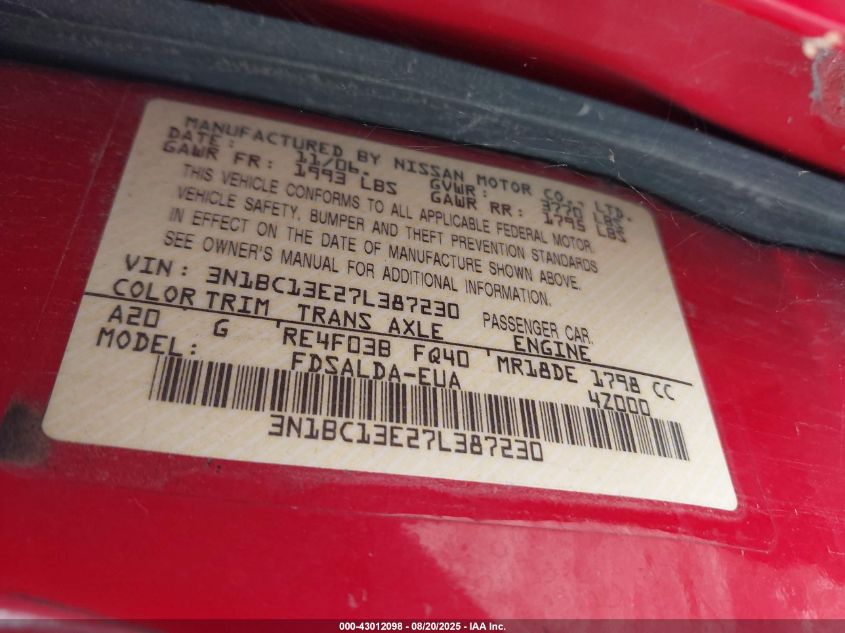 MANUFACTURED BY NISSAN MOTOR CO., LTD.
DATE: 11/06. GVWR: 3770 LBS
GAWR FR: 1993 LBS GAWR RR: 1795 LBS
THIS VEHICLE CONFORMS TO ALL APPLICABLE FEDERAL MOTOR
VEHICLE SAFETY, BUMPER AND THEFT PREVENTION STANDARDS
IN EFFECT ON THE DATE OF MANUFACTURE SHOWN ABOVE.
SEE OWNER'S MANUAL FOR ADDITIONAL INFORMATION.
VIN: 3N1BC13E27L387230 PASSENGER CAR
COLOR TRIM TRANS AXLE ENGINE
A20 G RE4F03B FQ40 MR18DE 1798 CC
MODEL: FDSALDA-EUA 4Z000
3N1BC13E27L387230
000-43012098 - 08/20/2025 - IAA Inc.